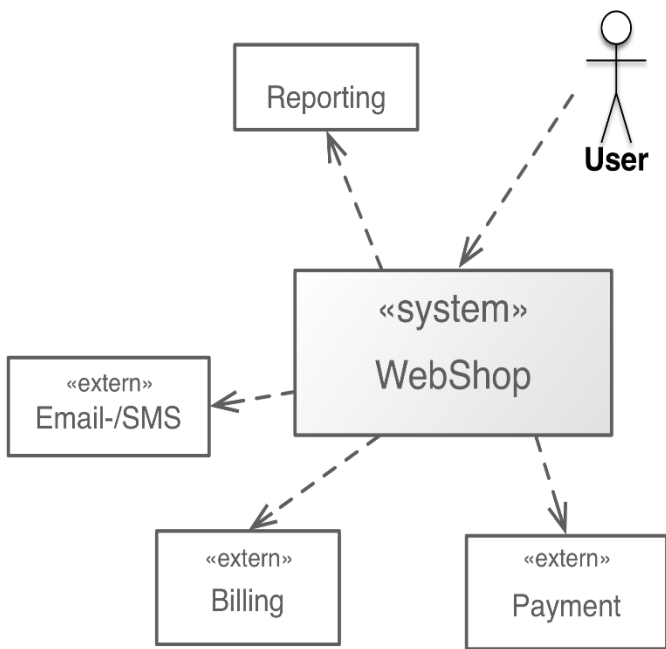 Reporting
User
«system»
WebShop
«extern»
Email-/SMS
«extern»
Billing
«extern»
Payment